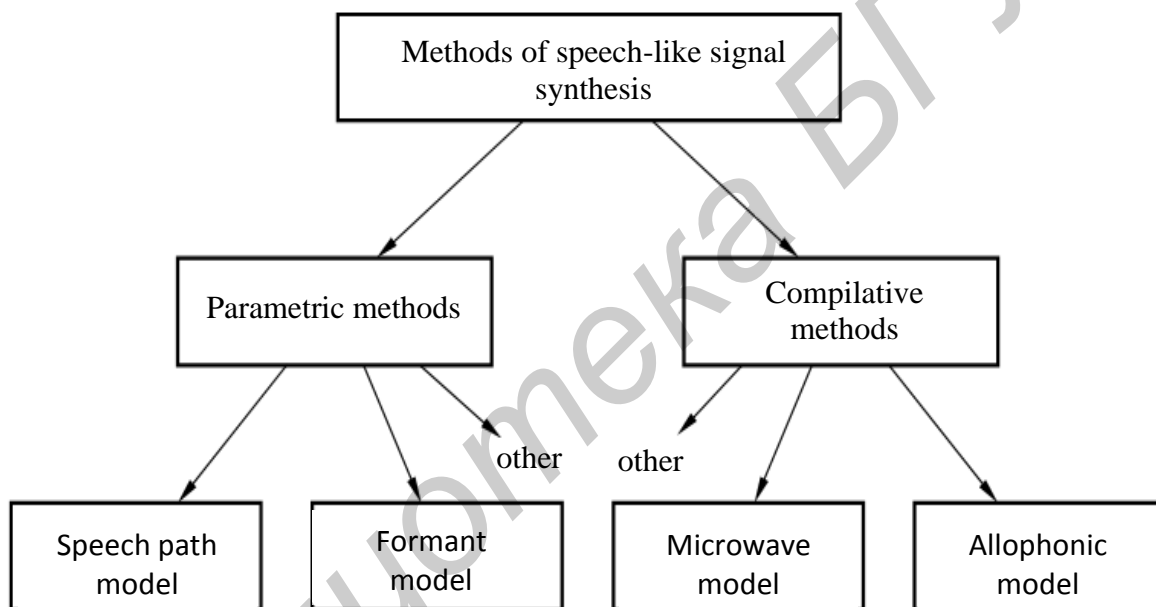 Methods of speech-like signal
synthesis
Parametric methods
Compilative
methods
other
other
Speech path
model
Formant
model
Microwave
model
Allophonic
model